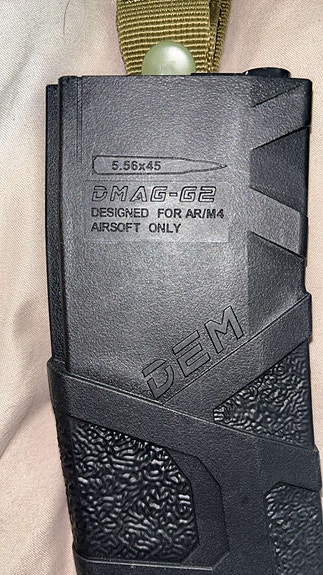 5.56x45
DMAG-G2
DESIGNED FOR AR/M4
AIRSOFT ONLY
DEM